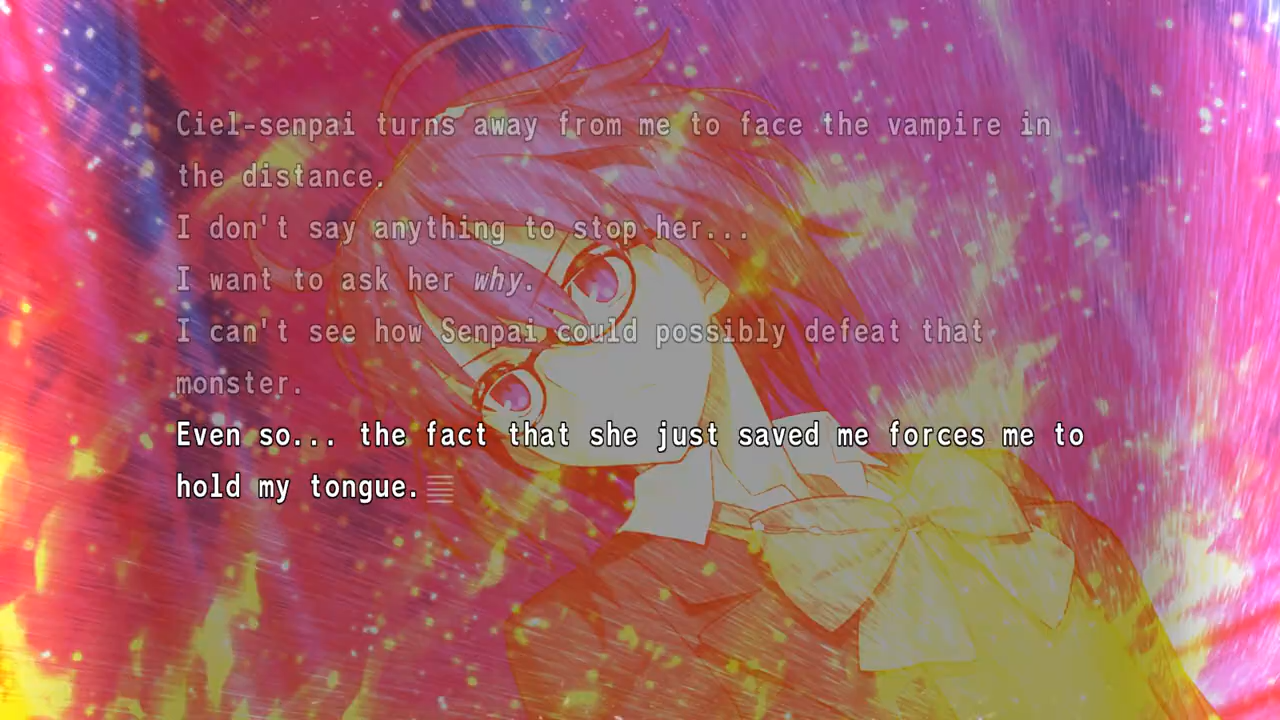 Ciel-senpai turns away from me to face the vampire in
the distance.
I don't say anything to stop her...
I want to ask her why.
I can't see how Senpai could possibly defeat that
monster.
Even so... the fact that she just saved me forces me to
hold my tongue.